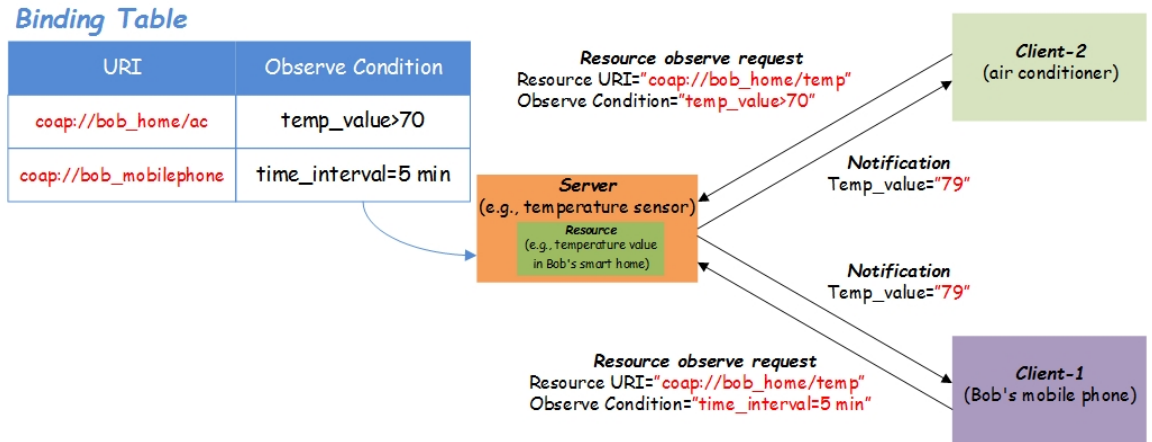 Binding Table
URI Observe Condition
coap://bob_home/ac temp_value>70
coap://bob_mobilephone time_interval=5 min
Resource observe request
Resource URI="coap://bob_home/temp"
Observe Condition="temp_value>70"
Client-2
(air conditioner)
Notification
Temp_value="79"
Server
(e.g., temperature sensor)
Resource
(e.g., temperature value
in Bob's smart home)
Notification
Temp_value="79"
Resource observe request
Resource URI="coap://bob_home/temp"
Observe Condition="time_interval=5 min"
Client-1
(Bob's mobile phone)